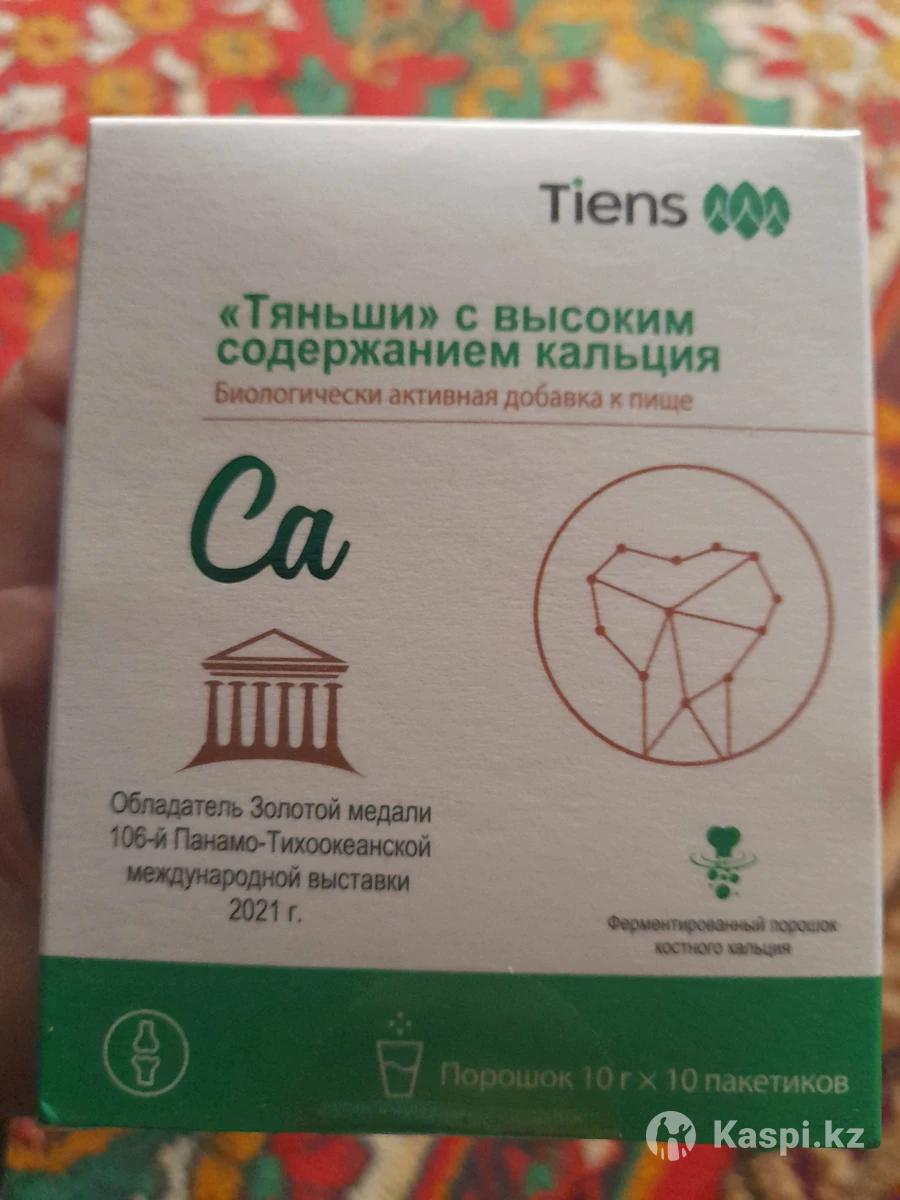 Tiens
«Тяньши» с высоким
содержанием кальция
Биологически активная добавка к пище
Ca
Обладатель Золотой медали
106-й Панамо-Тихоокеанской
международной выставки
2021 г.
Ферментированный порошок
костного кальция
Порошок 10 г × 10 пакетиков
Kaspi.kz